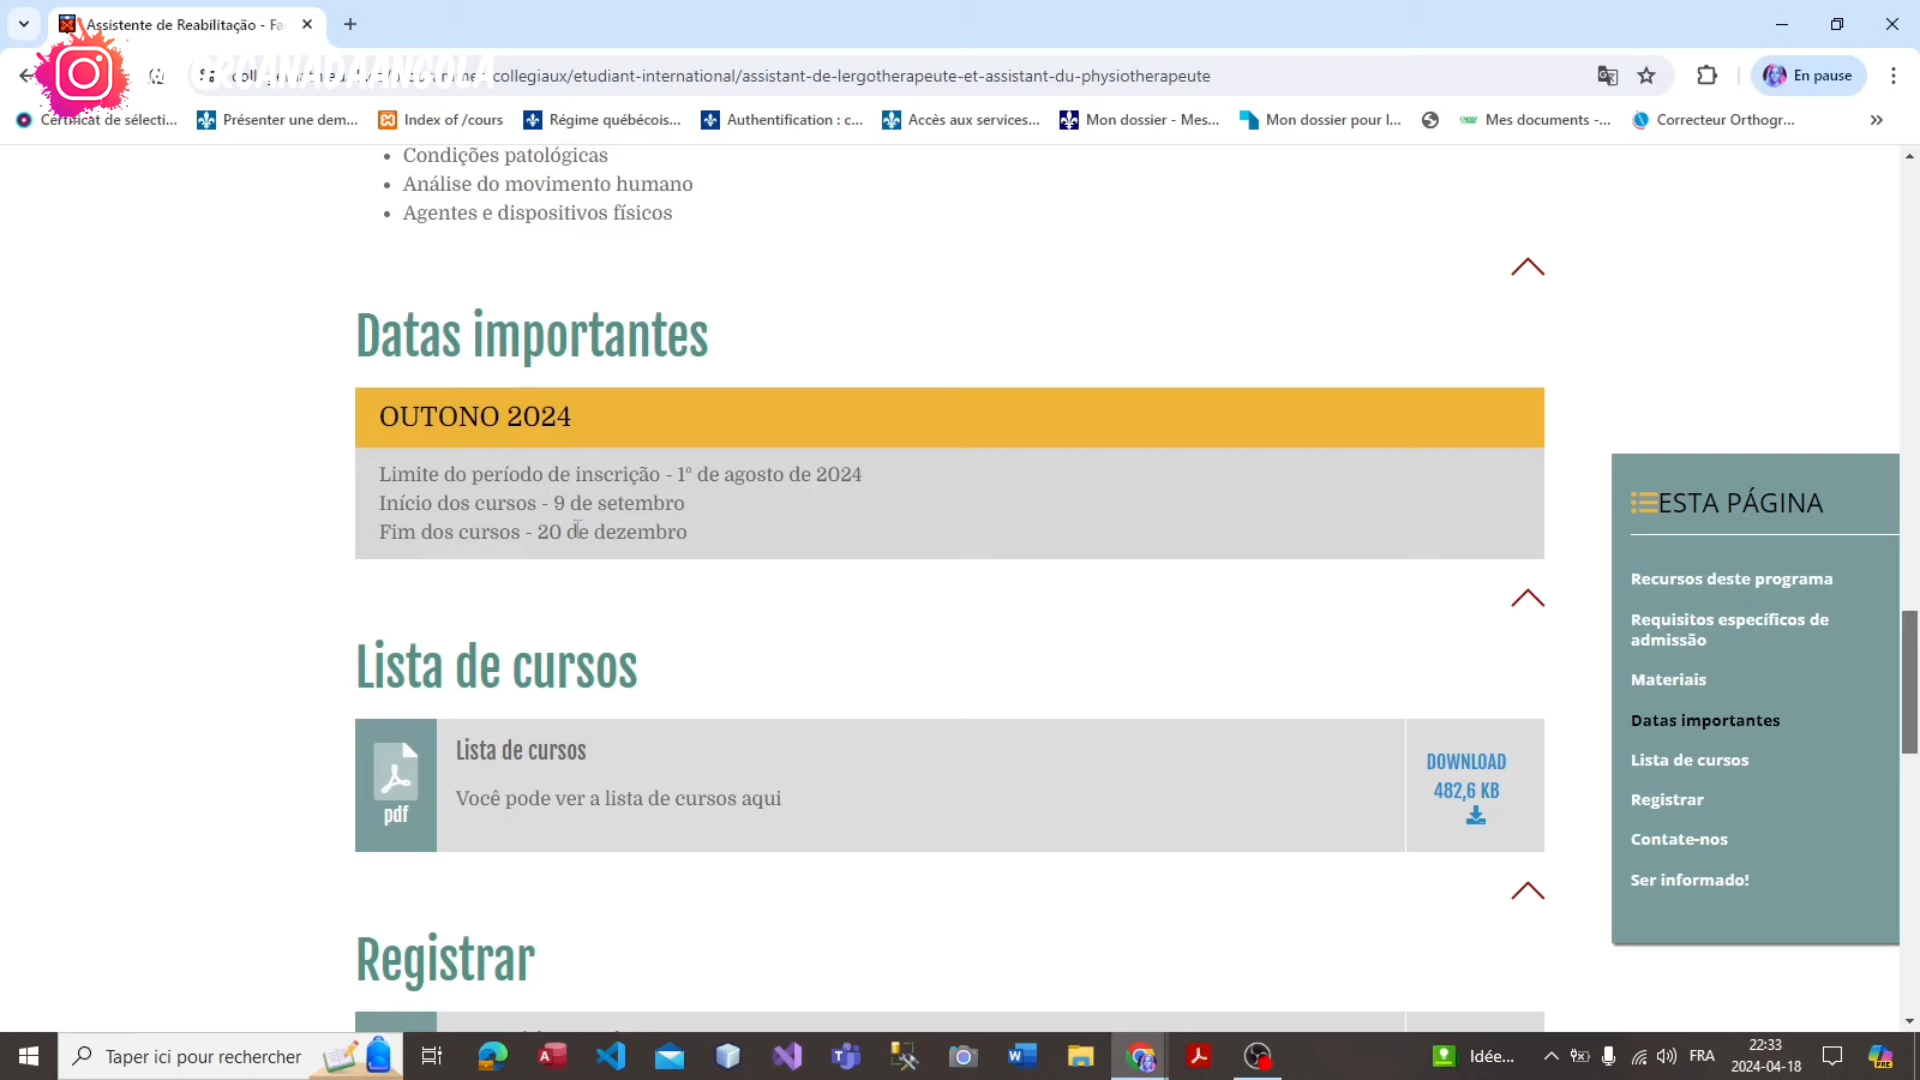 Assistente de Reabilitação - Fa
@RCANADAANGOLA
collegiaux/etudiant-international/assistant-de-lergotherapeute-et-assistant-du-physiotherapeute
En pause
Certificat de sélecti...
Présenter une dem...
Index of /cours
Régime québécois...
Authentification : c...
Accès aux services...
Mon dossier - Mes...
Mon dossier pour l...
Mes documents -...
Correcteur Orthogr...
Condições patológicas
Análise do movimento humano
Agentes e dispositivos físicos
Datas importantes
OUTONO 2024
Limite do período de inscrição - 1º de agosto de 2024
Início dos cursos - 9 de setembro
Fim dos cursos - 20 de dezembro
Lista de cursos
pdf
Lista de cursos
Você pode ver a lista de cursos aqui
DOWNLOAD
482,6 KB
Registrar
ESTA PÁGINA
Recursos deste programa
Requisitos específicos de
admissão
Materiais
Datas importantes
Lista de cursos
Registrar
Contate-nos
Ser informado!
Taper ici pour rechercher
Idée...
FRA
22:33
2024-04-18